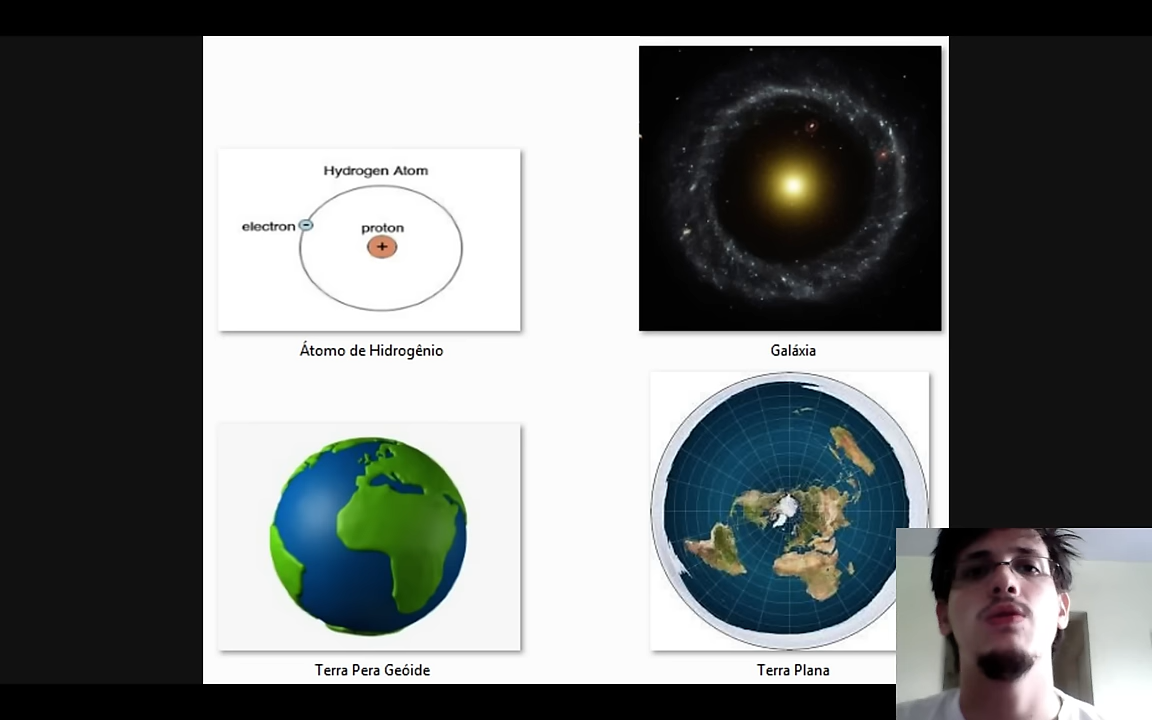 Hydrogen Atom
electron
−
proton
+
Átomo de Hidrogênio
Galáxia
Terra Pera Geóide
Terra Plana